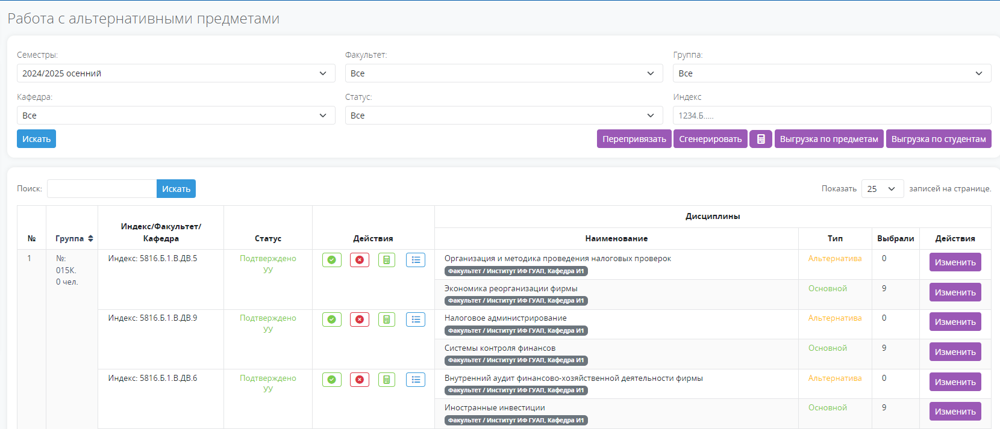 Работа с альтернативными предметами
Семестры:
Факультет:
Группа:
2024/2025 осенний
Все
Все
Кафедра:
Статус:
Индекс
Все
Все
1234.Б.....
Искать
Перепривязать
Сгенерировать
Выгрузка по предметам
Выгрузка по студентам
Поиск:
Искать
Показать 25 записей на странице.
№
Группа
Индекс/Факультет/
Кафедра
Статус
Действия
Дисциплины
Наименование
Тип
Выбрали
Действия
1
№:
015К.
0 чел.
Индекс: 5816.Б.1.В.ДВ.5
Подтверждено
УУ
Организация и методика проведения налоговых проверок
Факультет / Институт ИФ ГУАП, Кафедра И1
Альтернатива
0
Изменить
Экономика реорганизации фирмы
Факультет / Институт ИФ ГУАП, Кафедра И1
Основной
9
Изменить
Индекс: 5816.Б.1.В.ДВ.9
Подтверждено
УУ
Налоговое администрирование
Факультет / Институт ИФ ГУАП, Кафедра И1
Альтернатива
0
Изменить
Системы контроля финансов
Факультет / Институт ИФ ГУАП, Кафедра И1
Основной
9
Изменить
Индекс: 5816.Б.1.В.ДВ.6
Подтверждено
УУ
Внутренний аудит финансово-хозяйственной деятельности фирмы
Факультет / Институт ИФ ГУАП, Кафедра И1
Альтернатива
0
Изменить
Иностранные инвестиции
Факультет / Институт ИФ ГУАП, Кафедра И1
Основной
9
Изменить